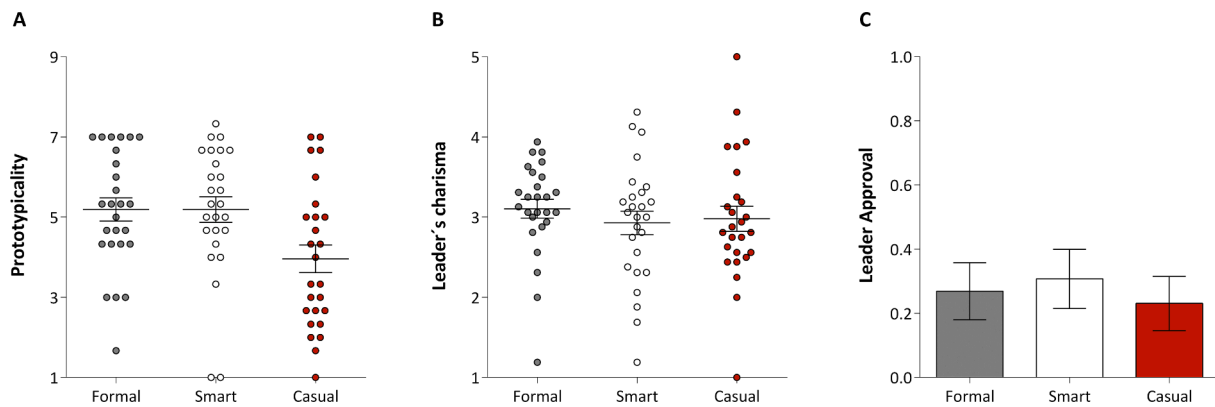 A
Prototypicality
9
7
5
3
1
Formal Smart Casual
B
Leader´s charisma
5
4
3
2
1
Formal Smart Casual
C
Leader Approval
1.0
0.8
0.6
0.4
0.2
0.0
Formal Smart Casual